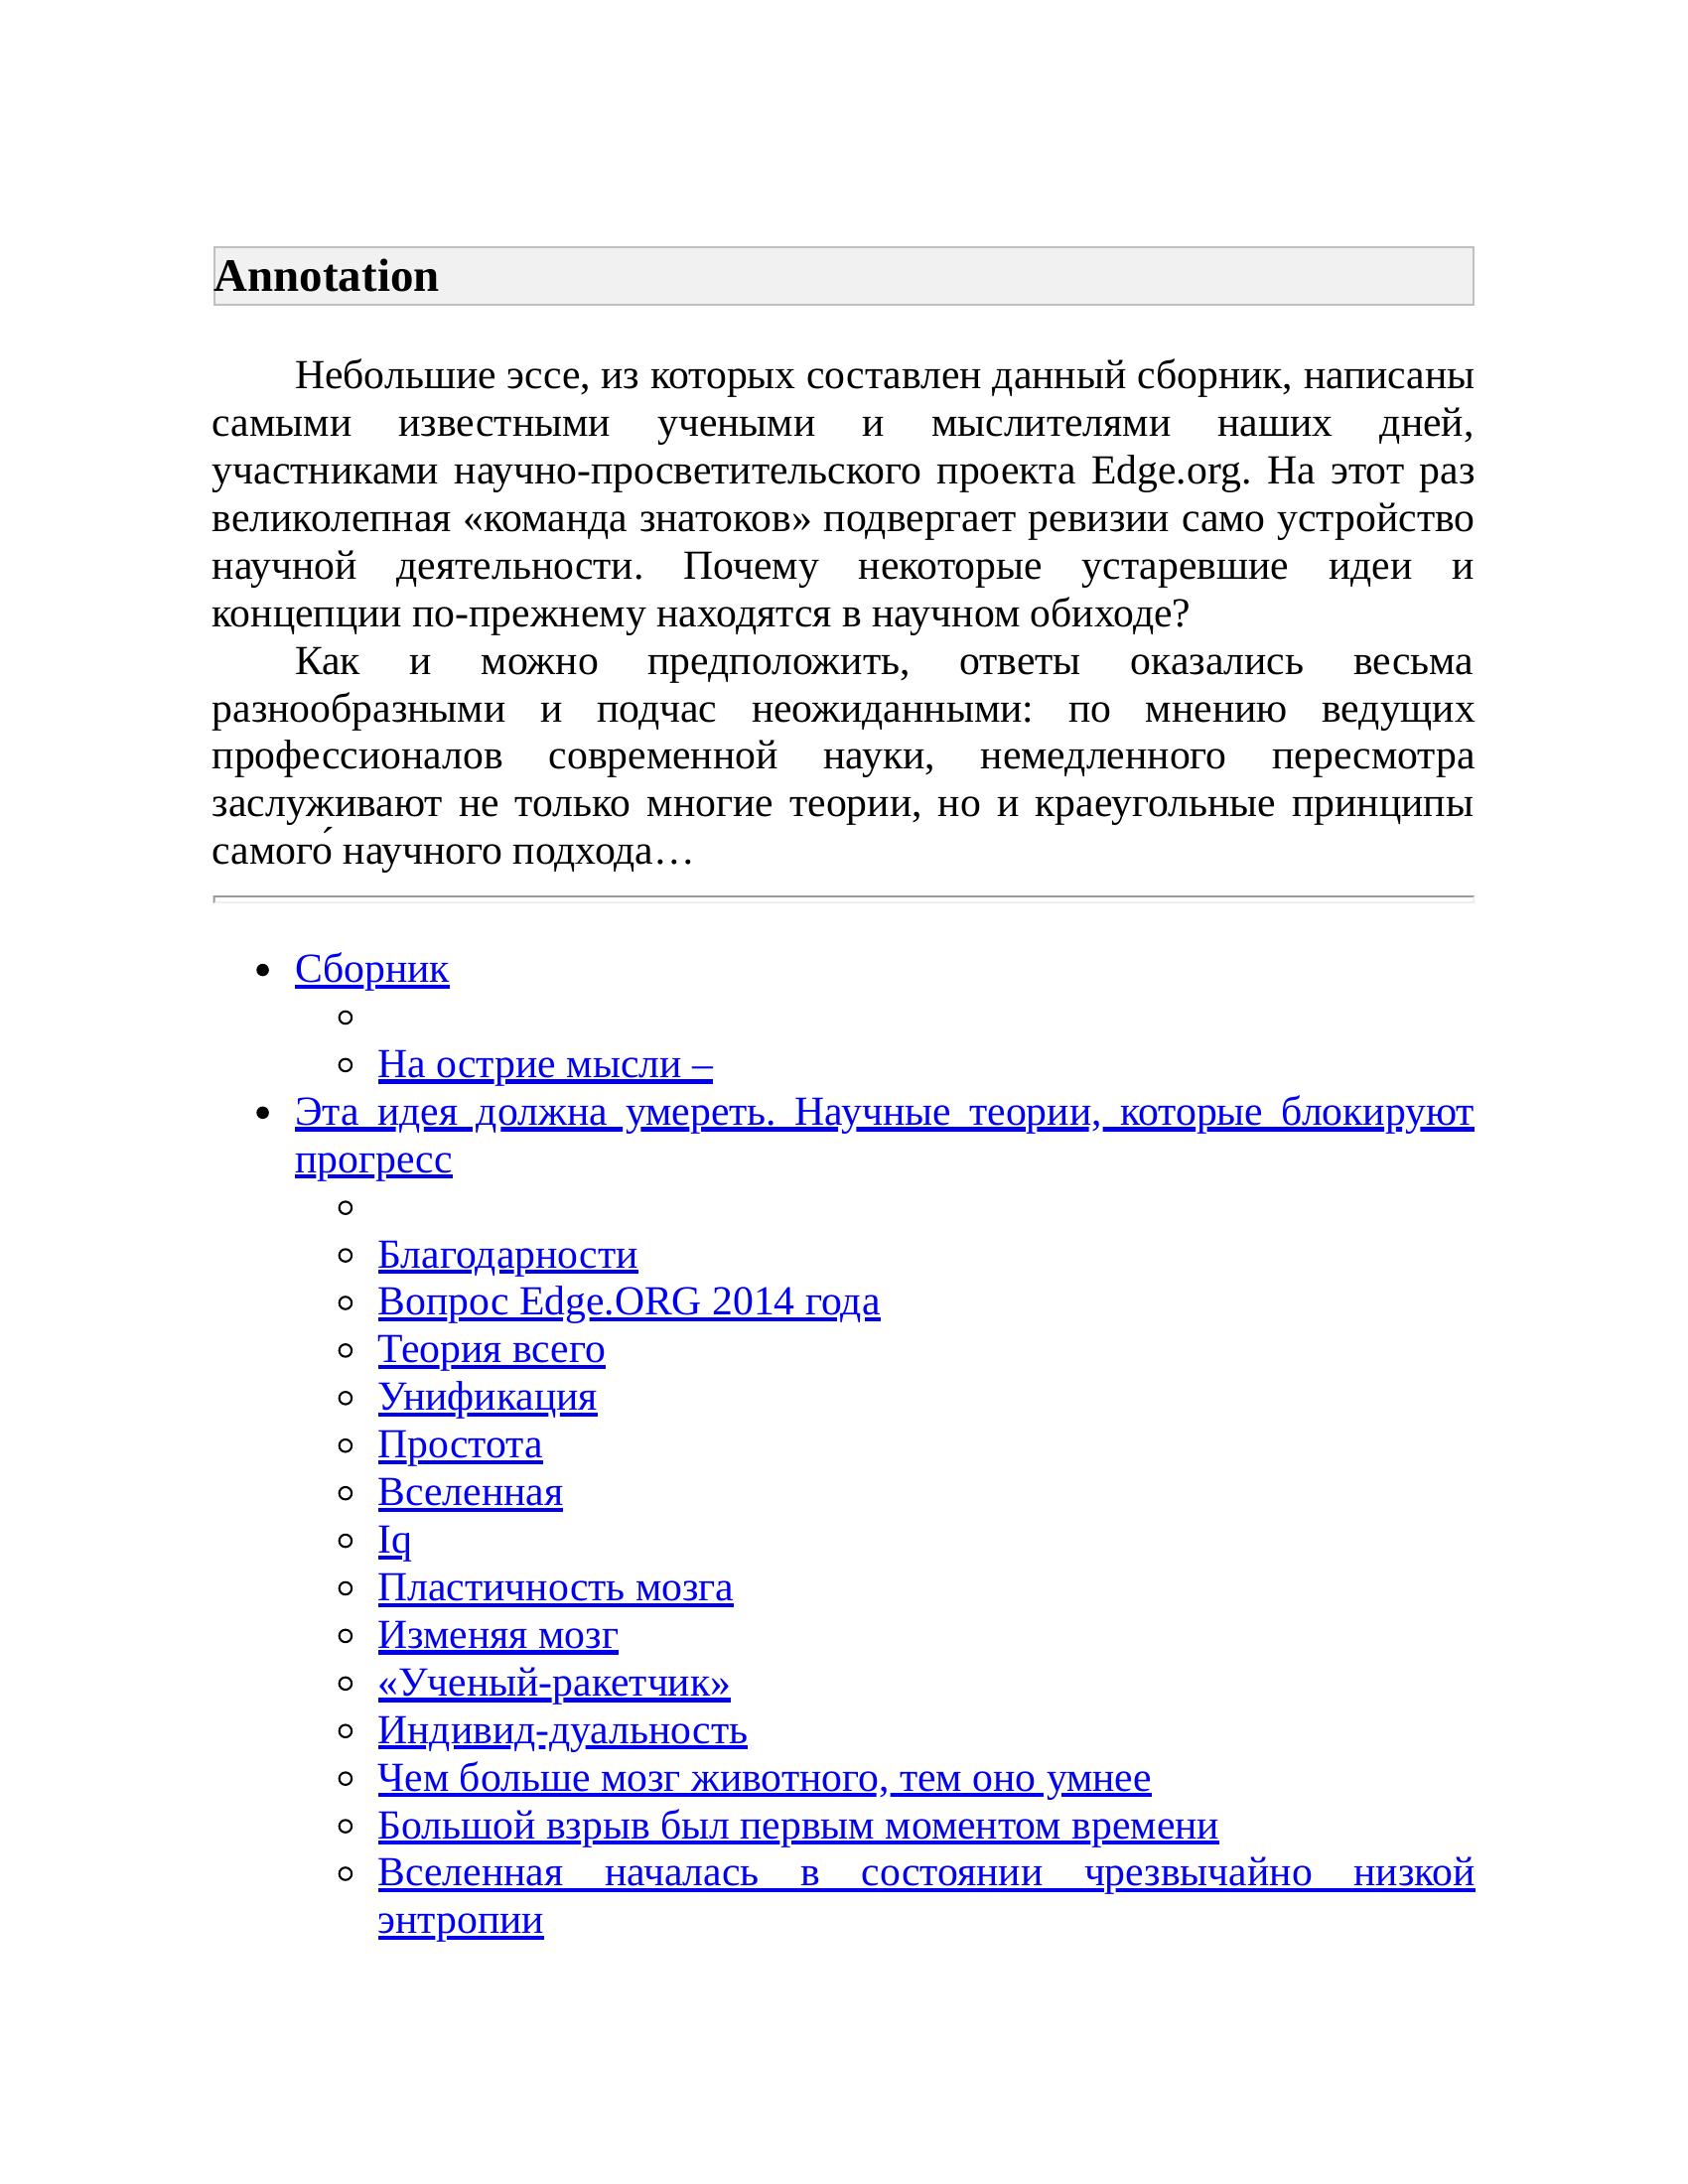 Annotation
Небольшие эссе, из которых составлен данный сборник, написаны
самыми известными учеными и мыслителями наших дней,
участниками научно-просветительского проекта Edge.org. На этот раз
великолепная «команда знатоков» подвергает ревизии само устройство
научной деятельности. Почему некоторые устаревшие идеи и
концепции по-прежнему находятся в научном обиходе?
Как и можно предположить, ответы оказались весьма
разнообразными и подчас неожиданными: по мнению ведущих
профессионалов современной науки, немедленного пересмотра
заслуживают не только многие теории, но и краеугольные принципы
самого́ научного подхода…
Сборник
На острие мысли –
Эта идея должна умереть. Научные теории, которые блокируют
прогресс
Благодарности
Вопрос Edge.ORG 2014 года
Теория всего
Унификация
Простота
Вселенная
Iq
Пластичность мозга
Изменяя мозг
«Ученый-ракетчик»
Индивид-дуальность
Чем больше мозг животного, тем оно умнее
Большой взрыв был первым моментом времени
Вселенная началась в состоянии чрезвычайно низкой
энтропии